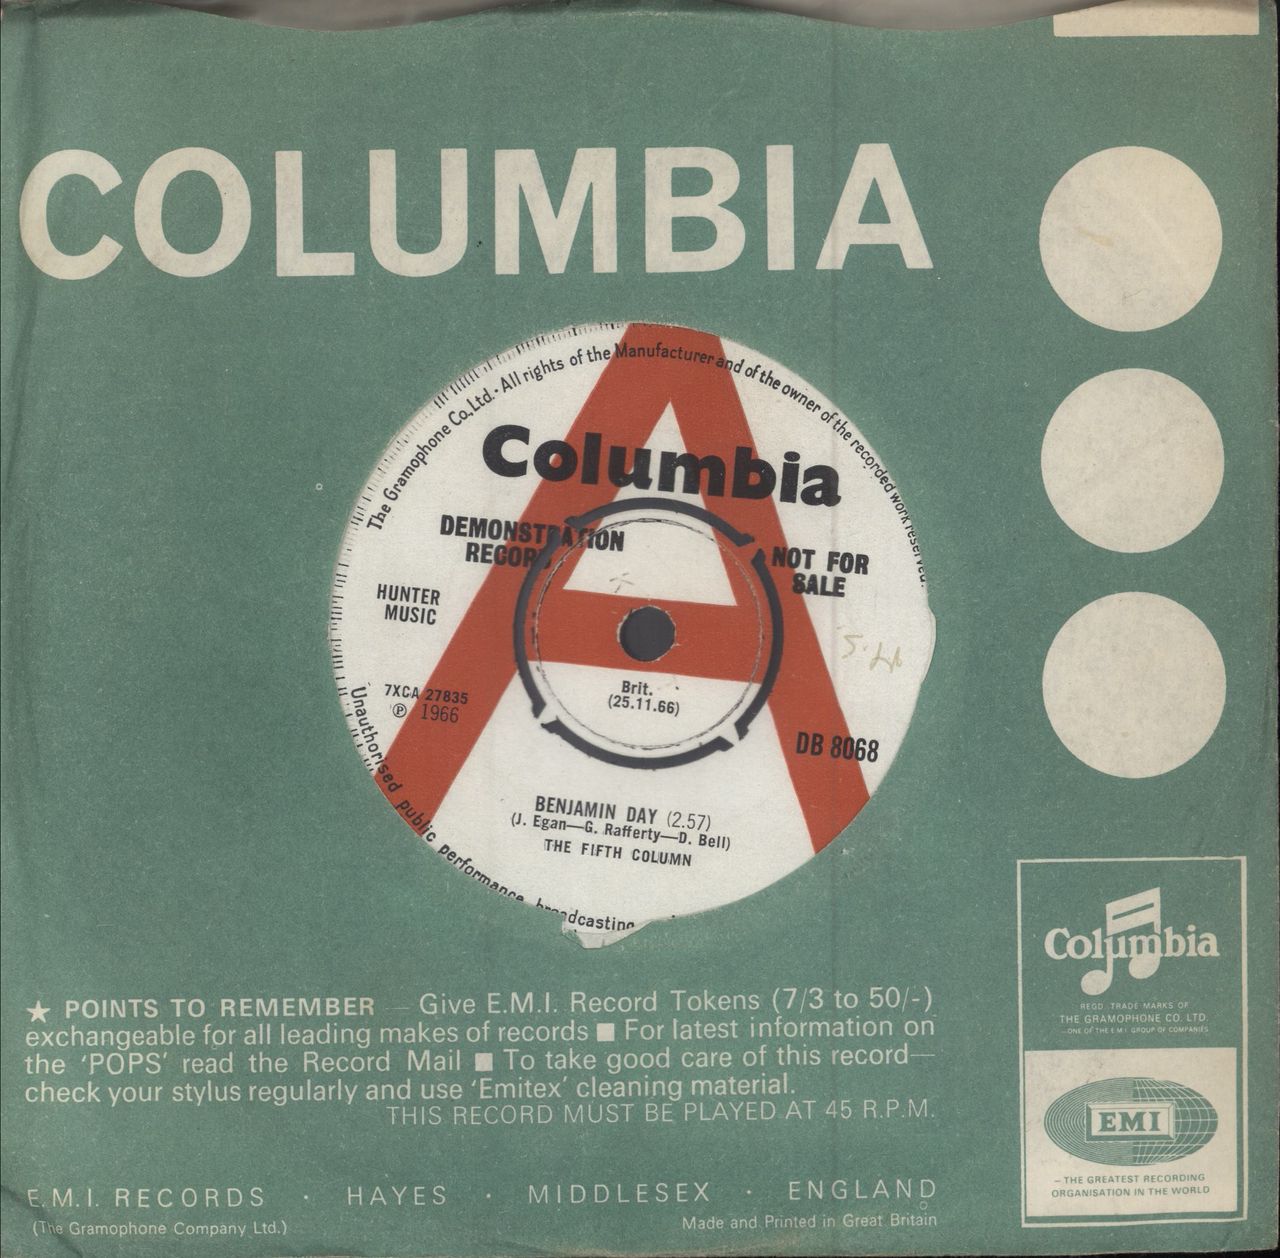 COLUMBIA
The Gramophone Co., Ltd. · All rights of the Manufacturer and of the owner of the recorded work reserved.
Columbia
DEMONSTRATION
RECORD
NOT FOR
SALE
HUNTER
MUSIC
Brit.
(25.11.66)
7XCA 27835
Ⓟ 1966
DB 8068
BENJAMIN DAY (2.57)
(J. Egan—G. Rafferty—D. Bell)
THE FIFTH COLUMN
Unauthorised public performance broadcasting
Columbia
REGD. TRADE MARKS OF
THE GRAMOPHONE CO. LTD.
—ONE OF THE E.M.I. GROUP OF COMPANIES
EMI
—THE GREATEST RECORDING
ORGANISATION IN THE WORLD
★ POINTS TO REMEMBER Give E.M.I. Record Tokens (7/3 to 50/-)
exchangeable for all leading makes of records ■ For latest information on
the ‘POPS’ read the Record Mail ■ To take good care of this record—
check your stylus regularly and use ‘Emitex’ cleaning material.
THIS RECORD MUST BE PLAYED AT 45 R.P.M.
E.M.I. RECORDS · HAYES · MIDDLESEX · ENGLAND
(The Gramophone Company Ltd.)
Made and Printed in Great Britain